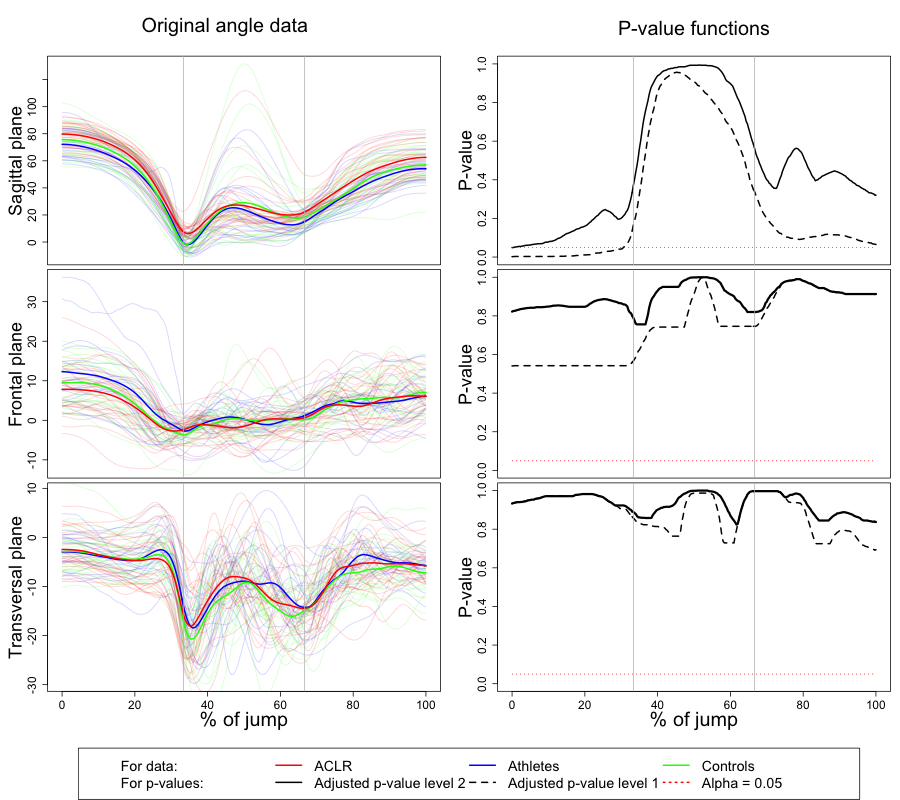 Original angle data
P-value functions
Sagittal plane
0 20 40 60 80 100
P-value
0.0 0.2 0.4 0.6 0.8 1.0
Frontal plane
-10 0 10 20 30
P-value
0.0 0.2 0.4 0.6 0.8 1.0
Transversal plane
-30 -20 -10 0 10
P-value
0.0 0.2 0.4 0.6 0.8 1.0
0 20 40 60 80 100
0 20 40 60 80 100
% of jump
% of jump
For data: ACLR Athletes Controls
For p-values: Adjusted p-value level 2 Adjusted p-value level 1 Alpha = 0.05